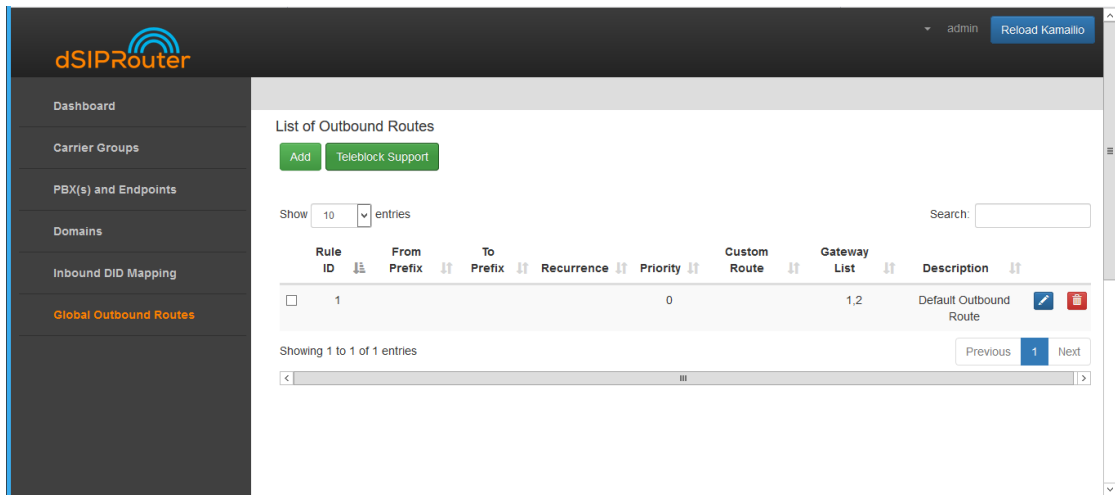 admin Reload Kamailio
dSIPRouter
Dashboard
Carrier Groups
PBX(s) and Endpoints
Domains
Inbound DID Mapping
Global Outbound Routes
List of Outbound Routes
Add Teleblock Support
Show 10 entries Search:
Rule ID From Prefix To Prefix Recurrence Priority Custom Route Gateway List Description
1 0 1,2 Default Outbound Route
Showing 1 to 1 of 1 entries Previous 1 Next